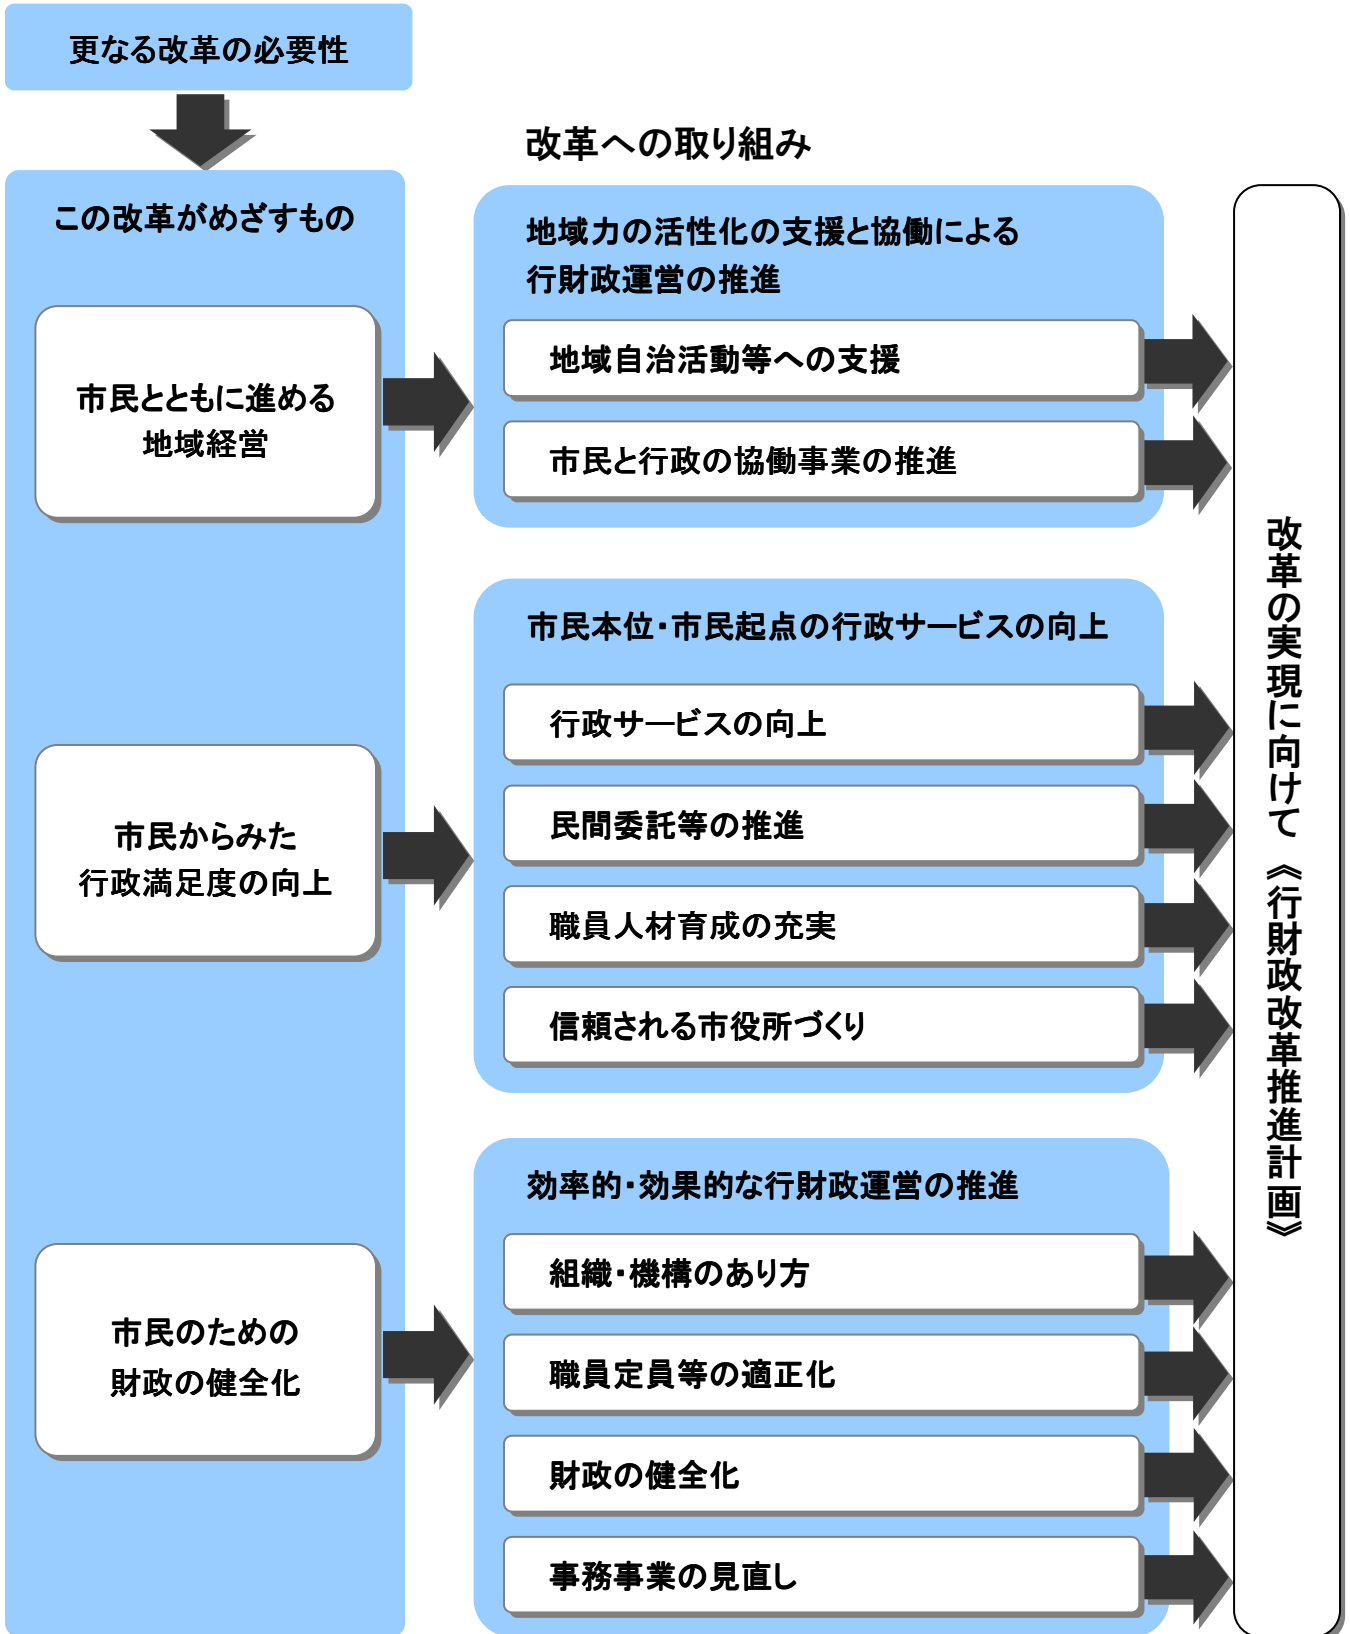 更なる改革の必要性
この改革がめざすもの
市民とともに進める
地域経営
市民からみた
行政満足度の向上
市民のための
財政の健全化
改革への取り組み
地域力の活性化の支援と協働による
行財政運営の推進
地域自治活動等への支援
市民と行政の協働事業の推進
市民本位・市民起点の行政サービスの向上
行政サービスの向上
民間委託等の推進
職員人材育成の充実
信頼される市役所づくり
効率的・効果的な行財政運営の推進
組織・機構のあり方
職員定員等の適正化
財政の健全化
事務事業の見直し
改革の実現に向けて《行財政改革推進計画》